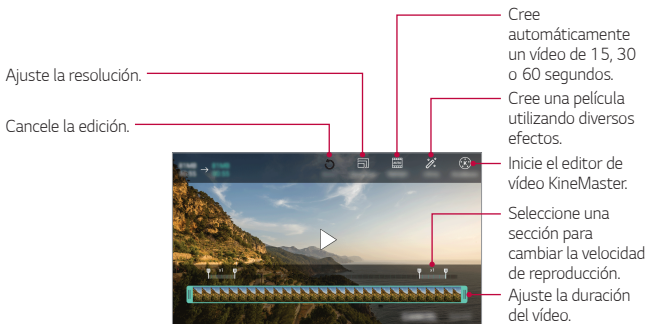 Ajuste la resolución.
Cancele la edición.
Cree
automáticamente
un vídeo de 15, 30
o 60 segundos.
Cree una película
utilizando diversos
efectos.
Inicie el editor de
vídeo KineMaster.
Seleccione una
sección para
cambiar la velocidad
de reproducción.
Ajuste la duración
del vídeo.
x1
x1